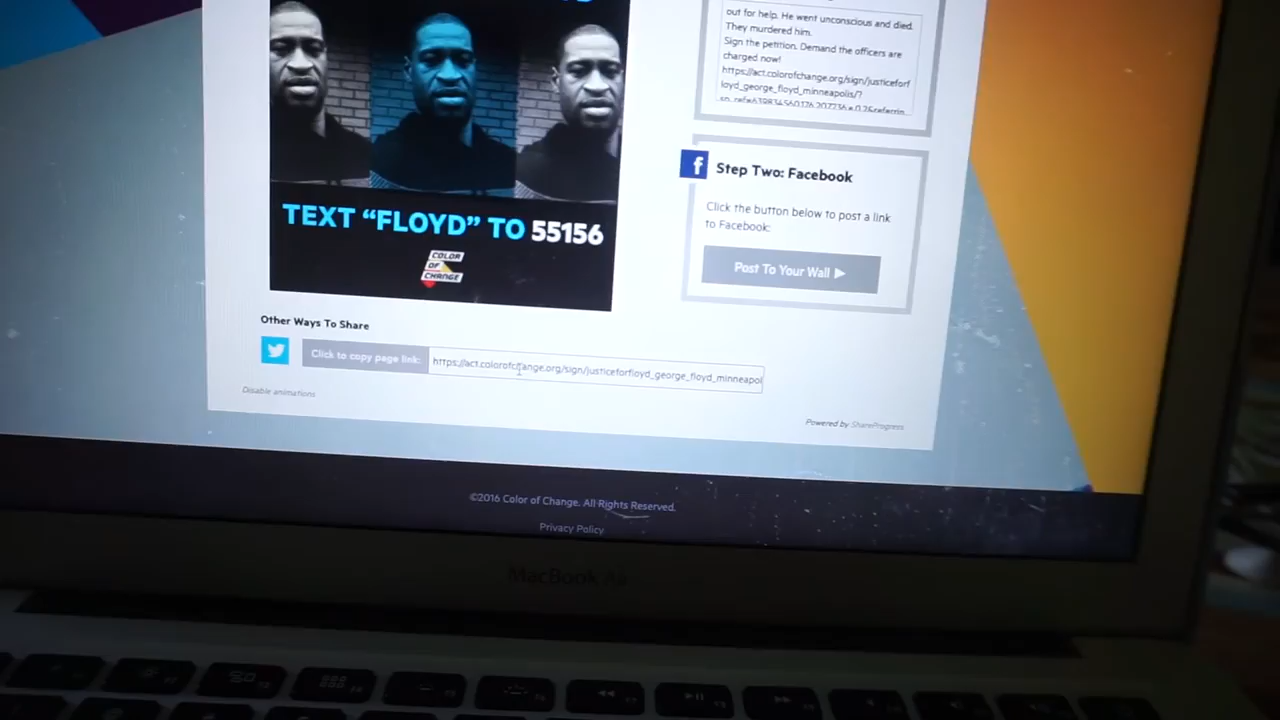 out for help. He went unconscious and died.
They murdered him.
Sign the petition. Demand the officers are
charged now!
https://act.colorofchange.org/sign/justiceforf
loyd_george_floyd_minneapolis/?
TEXT “FLOYD” TO 55156
COLOR
OF
CHANGE
f
Step Two: Facebook
Click the button below to post a link
to Facebook:
Post To Your Wall ▶
Other Ways To Share
Click to copy page link:
https://act.colorofchange.org/sign/justiceforfloyd_george_floyd_minneapol
Disable animations
Powered by ShareProgress
©2016 Color of Change. All Rights Reserved.
Privacy Policy
MacBook Air